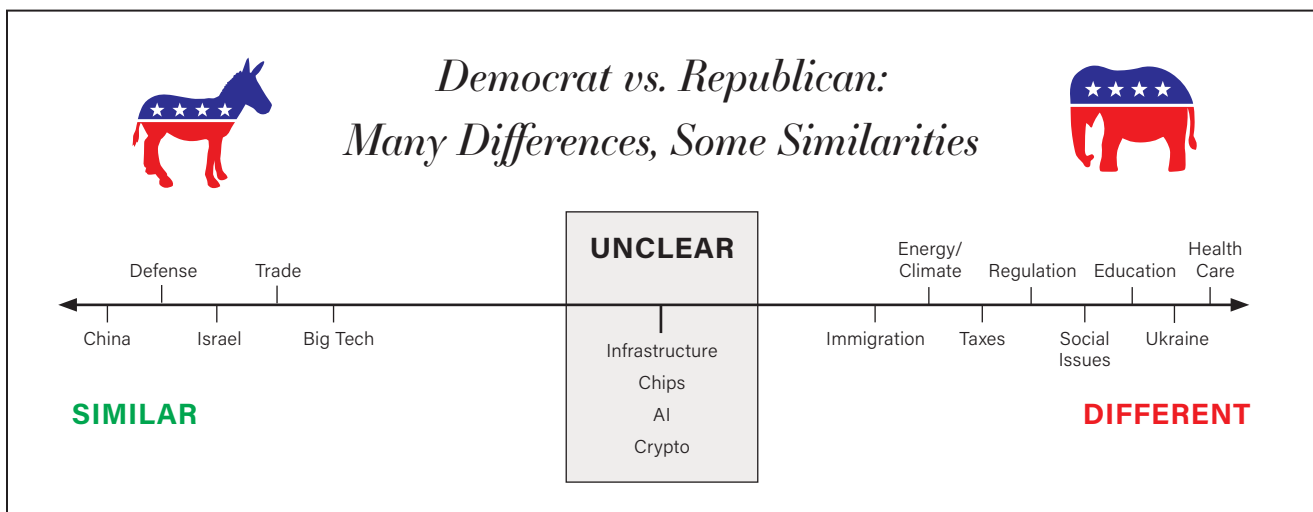 Democrat vs. Republican:
Many Differences, Some Similarities
UNCLEAR
Defense
Trade
Energy/
Climate
Regulation
Education
Health
Care
China
Israel
Big Tech
Infrastructure
Chips
AI
Crypto
Immigration
Taxes
Social
Issues
Ukraine
SIMILAR
DIFFERENT